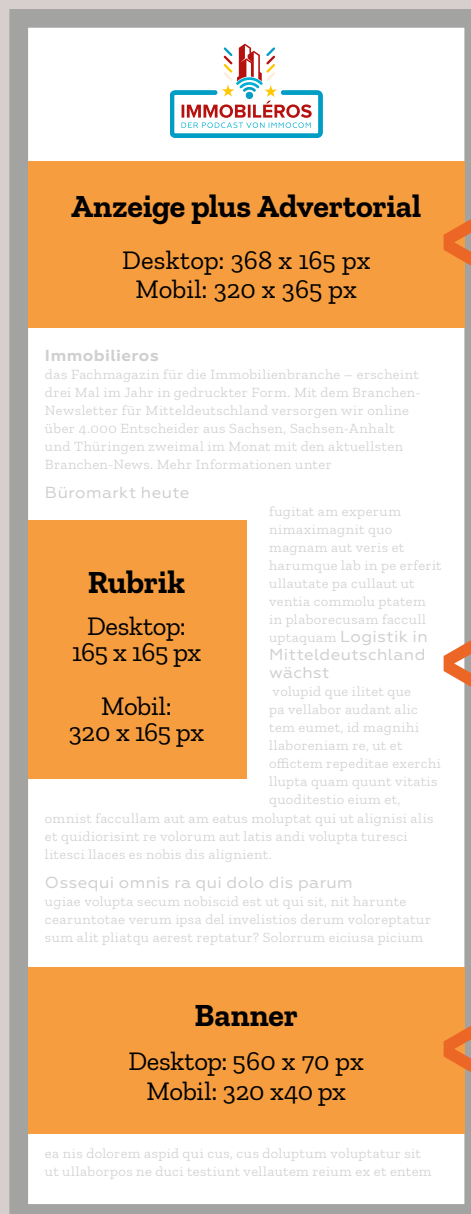 IMMOBILÉROS
DER PODCAST VON IMMOCOM
Anzeige plus Advertorial
Desktop: 368 x 165 px
Mobil: 320 x 365 px
Immobilieros
das Fachmagazin für die Immobilienbranche – erscheint
drei Mal im Jahr in gedruckter Form. Mit dem Branchen-
Newsletter für Mitteldeutschland versorgen wir online
über 4.000 Entscheider aus Sachsen, Sachsen-Anhalt
und Thüringen zweimal im Monat mit den aktuellsten
Branchen-News. Mehr Informationen unter
Büromarkt heute
fugitat am experum
nimaximagnit quo
magnam aut veris et
harumque lab in pe erferit
ullautate pa cullaut ut
ventia commolu ptatem
in plaborecusam faccull
uptaquam Logistik in
Mitteldeutschland
wächst
volupid que ilitet que
pa vellabor audant alic
tem eumet, id magnihi
llaboreniam re, ut et
offictem repeditae exerchi
llupta quam quunt vitatis
quoditestio eium et,
Rubrik
Desktop:
165 x 165 px
Mobil:
320 x 165 px
omnist faccullam aut am eatus moluptat qui ut alignisi alis
et quidiorisint re volorum aut latis andi volupta turesci
litesci llaces es nobis dis alignient.
Ossequi omnis ra qui dolo dis parum
ugiae volupta secum nobiscid est ut qui sit, nit harunte
cearuntotae verum ipsa del invelistios derum voloreptatur
sum alit pliatqu aerest reptatur? Solorrum eiciusa picium
Banner
Desktop: 560 x 70 px
Mobil: 320 x40 px
ea nis dolorem aspid qui cus, cus doluptum voluptatur sit
ut ullaborpos ne duci testiunt vellautem reium ex et entem